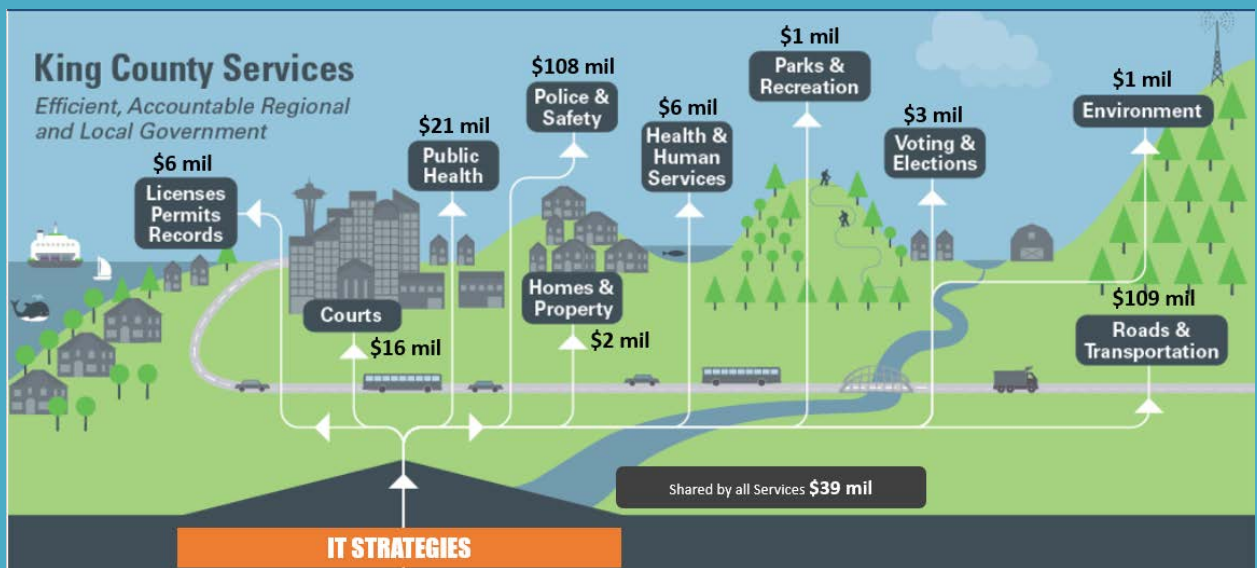 King County Services
Efficient, Accountable Regional
and Local Government
$6 mil
Licenses
Permits
Records
Courts
$16 mil
$21 mil
Public
Health
$108 mil
Police &
Safety
Homes &
Property
$2 mil
$6 mil
Health &
Human
Services
$1 mil
Parks &
Recreation
$3 mil
Voting &
Elections
$1 mil
Environment
$109 mil
Roads &
Transportation
Shared by all Services $39 mil
IT STRATEGIES